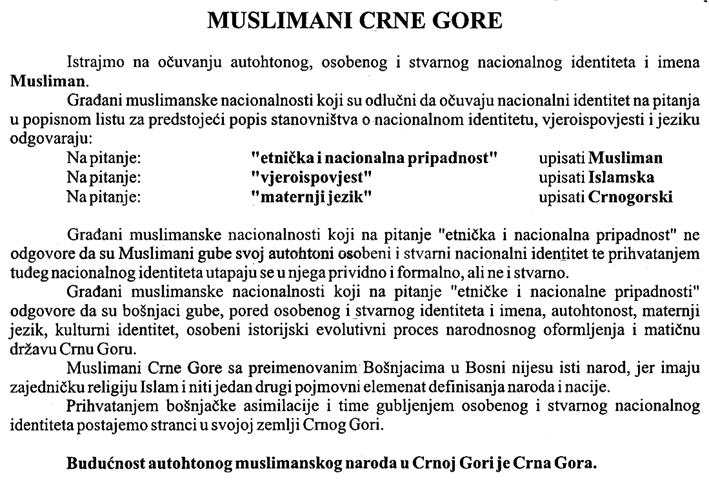 MUSLIMANI CRNE GORE
Istrajmo na očuvanju autohtonog, osobenog i stvarnog nacionalnog identiteta i imena
Musliman.
Građani muslimanske nacionalnosti koji su odlučni da očuvaju nacionalni identitet na pitanja
u popisnom listu za predstojeći popis stanovništva o nacionalnom identitetu, vjeroispovjesti i jeziku
odgovaraju:
Na pitanje: "etnička i nacionalna pripadnost" upisati Musliman
Na pitanje: "vjeroispovjest" upisati Islamska
Na pitanje: "maternji jezik" upisati Crnogorski
Građani muslimanske nacionalnosti koji na pitanje "etnička i nacionalna pripadnost" ne
odgovore da su Muslimani gube svoj autohtoni osobeni i stvarni nacionalni identitet te prihvatanjem
tuđeg nacionalnog identiteta utapaju se u njega prividno i formalno, ali ne i stvarno.
Građani muslimanske nacionalnosti koji na pitanje "etničke i nacionalne pripadnosti"
odgovore da su bošnjaci gube, pored osobenog i stvarnog identiteta i imena, autohtonost, maternji
jezik, kulturni identitet, osobeni istorijski evolutivni proces narodnosnog oformljenja i matičnu
državu Crnu Goru.
Muslimani Crne Gore sa preimenovanim Bošnjacima u Bosni nijesu isti narod, jer imaju
zajedničku religiju Islam i niti jedan drugi pojmovni elemenat definisanja naroda i nacije.
Prihvatanjem bošnjačke asimilacije i time gubljenjem osobenog i stvarnog nacionalnog
identiteta postajemo stranci u svojoj zemlji Crnog Gori.
Budućnost autohtonog muslimanskog naroda u Crnoj Gori je Crna Gora.